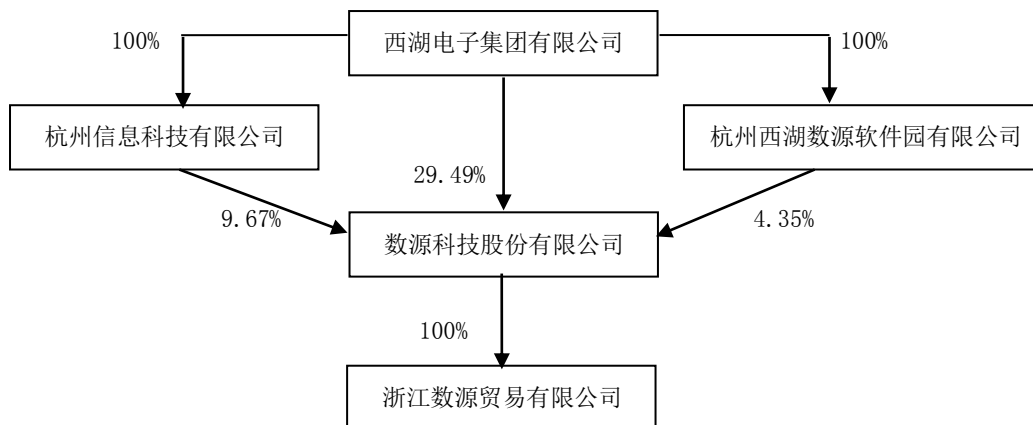 西湖电子集团有限公司
100%
100%
杭州信息科技有限公司
杭州西湖数源软件园有限公司
29.49%
9.67%
4.35%
数源科技股份有限公司
100%
浙江数源贸易有限公司